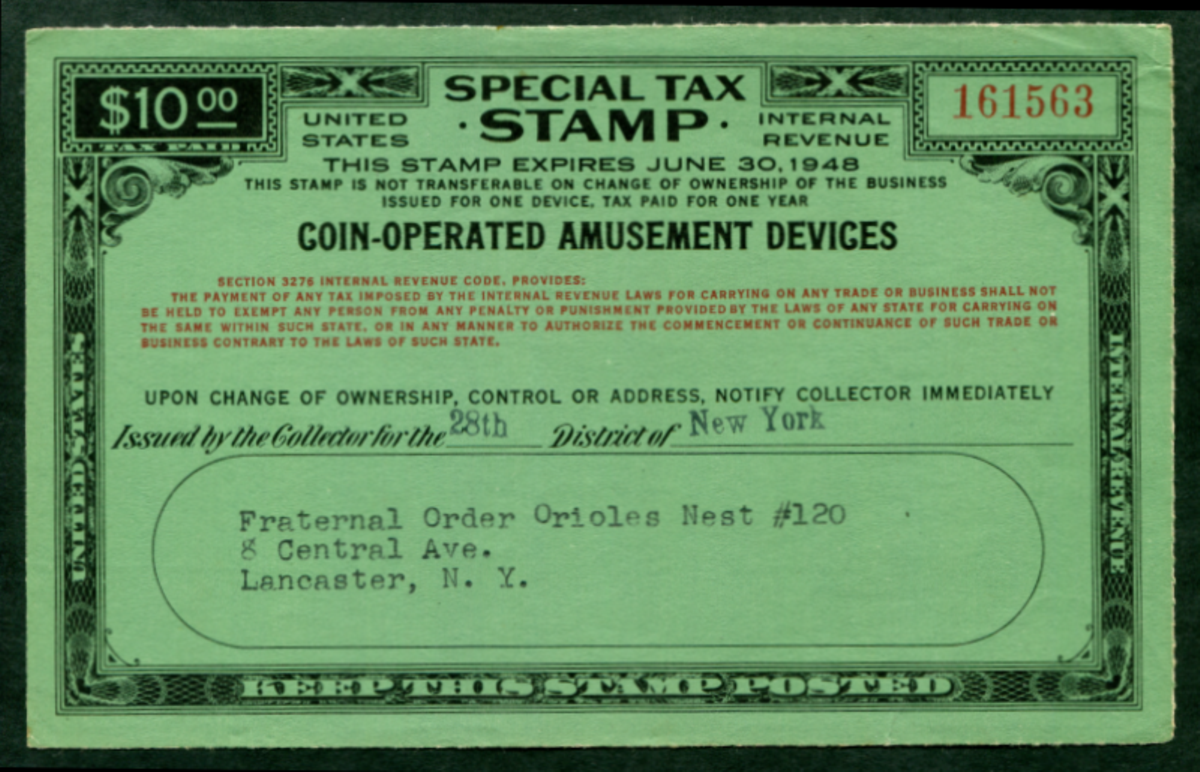 $10 00
TAX PAID
UNITED STATES
SPECIAL TAX
· STAMP ·
INTERNAL REVENUE
161563
THIS STAMP EXPIRES JUNE 30, 1948
THIS STAMP IS NOT TRANSFERABLE ON CHANGE OF OWNERSHIP OF THE BUSINESS
ISSUED FOR ONE DEVICE, TAX PAID FOR ONE YEAR
COIN-OPERATED AMUSEMENT DEVICES
SECTION 3276 INTERNAL REVENUE CODE, PROVIDES:
THE PAYMENT OF ANY TAX IMPOSED BY THE INTERNAL REVENUE LAWS FOR CARRYING ON ANY TRADE OR BUSINESS SHALL NOT
BE HELD TO EXEMPT ANY PERSON FROM ANY PENALTY OR PUNISHMENT PROVIDED BY THE LAWS OF ANY STATE FOR CARRYING ON
THE SAME WITHIN SUCH STATE, OR IN ANY MANNER TO AUTHORIZE THE COMMENCEMENT OR CONTINUANCE OF SUCH TRADE OR
BUSINESS CONTRARY TO THE LAWS OF SUCH STATE.
UPON CHANGE OF OWNERSHIP, CONTROL OR ADDRESS, NOTIFY COLLECTOR IMMEDIATELY
Issued by the Collector for the 28th District of New York
Fraternal Order Orioles Nest #120
8 Central Ave.
Lancaster, N. Y.
UNITED STATES
INTERNAL REVENUE
KEEP THIS STAMP POSTED